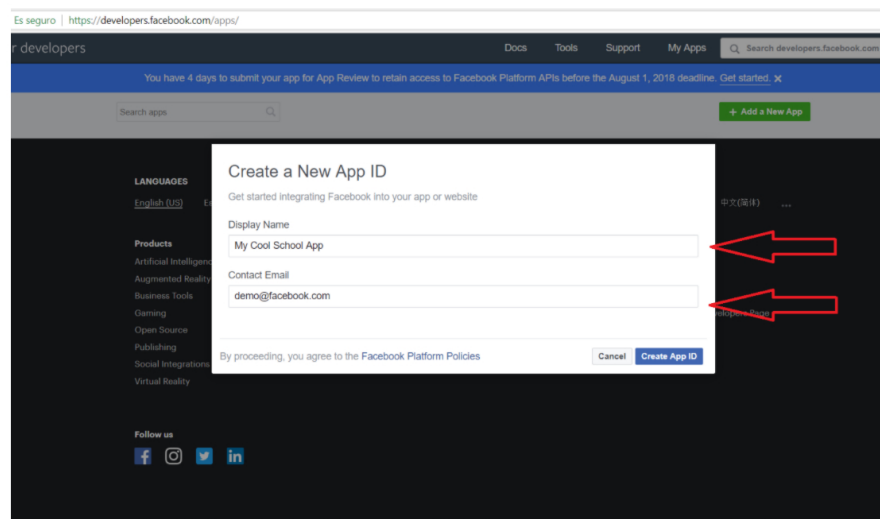 Es seguro | https://developers.facebook.com/apps/
r developers Docs Tools Support My Apps Search developers.facebook.com
You have 4 days to submit your app for App Review to retain access to Facebook Platform APIs before the August 1, 2018 deadline. Get started. x
Search apps + Add a New App
Create a New App ID
Get started integrating Facebook into your app or website
Display Name
My Cool School App
Contact Email
demo@facebook.com
By proceeding, you agree to the Facebook Platform Policies Cancel Create App ID
LANGUAGES
English (US) Es 中文(简体) ...
Products
Artificial Intelligenc
Augmented Reality
Business Tools
Gaming velopers Page
Open Source
Publishing
Social Integrations
Virtual Reality
Follow us